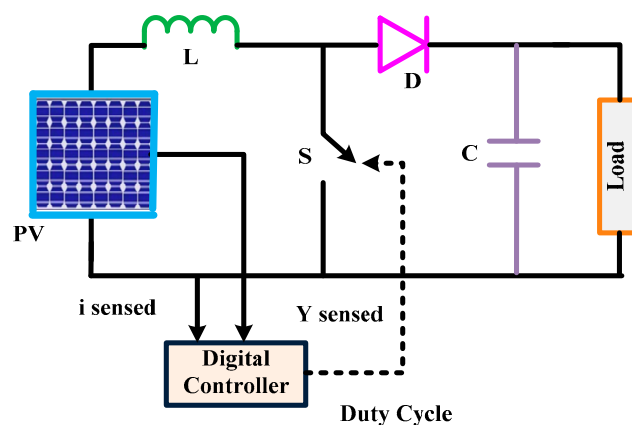 L
D
S
C
Load
PV
i sensed
Y sensed
Digital
Controller
Duty Cycle